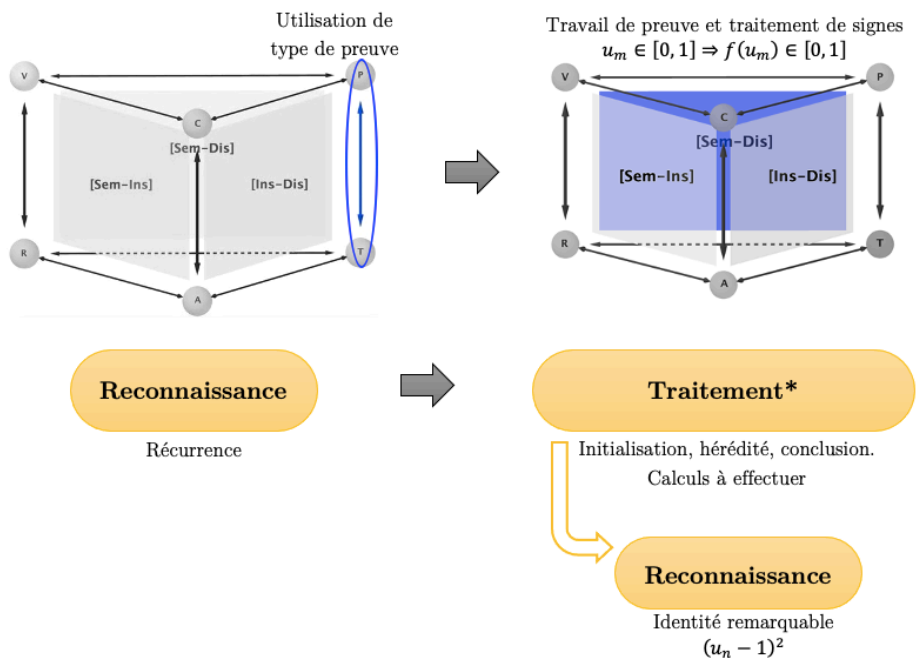 Utilisation de
type de preuve
V
P
C
[Sem-Dis]
[Sem-Ins]
[Ins-Dis]
R
T
A
Travail de preuve et traitement de signes
u_m ∈ [0, 1] ⇒ f(u_m) ∈ [0, 1]
V
P
C
[Sem-Dis]
[Sem-Ins]
[Ins-Dis]
R
T
A
Reconnaissance
Récurrence
Traitement*
Initialisation, hérédité, conclusion.
Calculs à effectuer
Reconnaissance
Identité remarquable
(u_n − 1)²